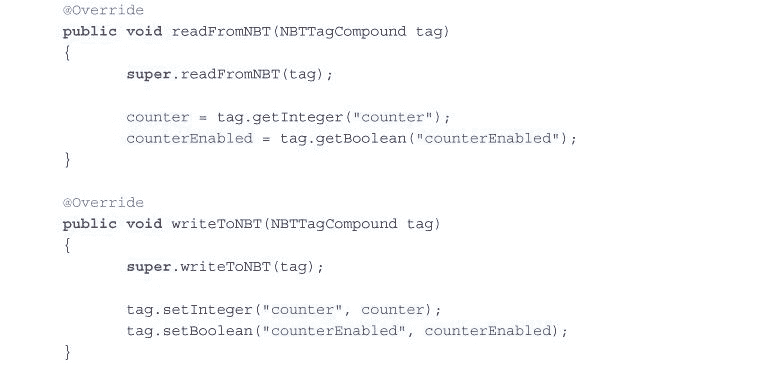 @Override
public void readFromNBT(NBTTagCompound tag)
{
super.readFromNBT(tag);
counter = tag.getInteger("counter");
counterEnabled = tag.getBoolean("counterEnabled");
}
@Override
public void writeToNBT(NBTTagCompound tag)
{
super.writeToNBT(tag);
tag.setInteger("counter", counter);
tag.setBoolean("counterEnabled", counterEnabled);
}